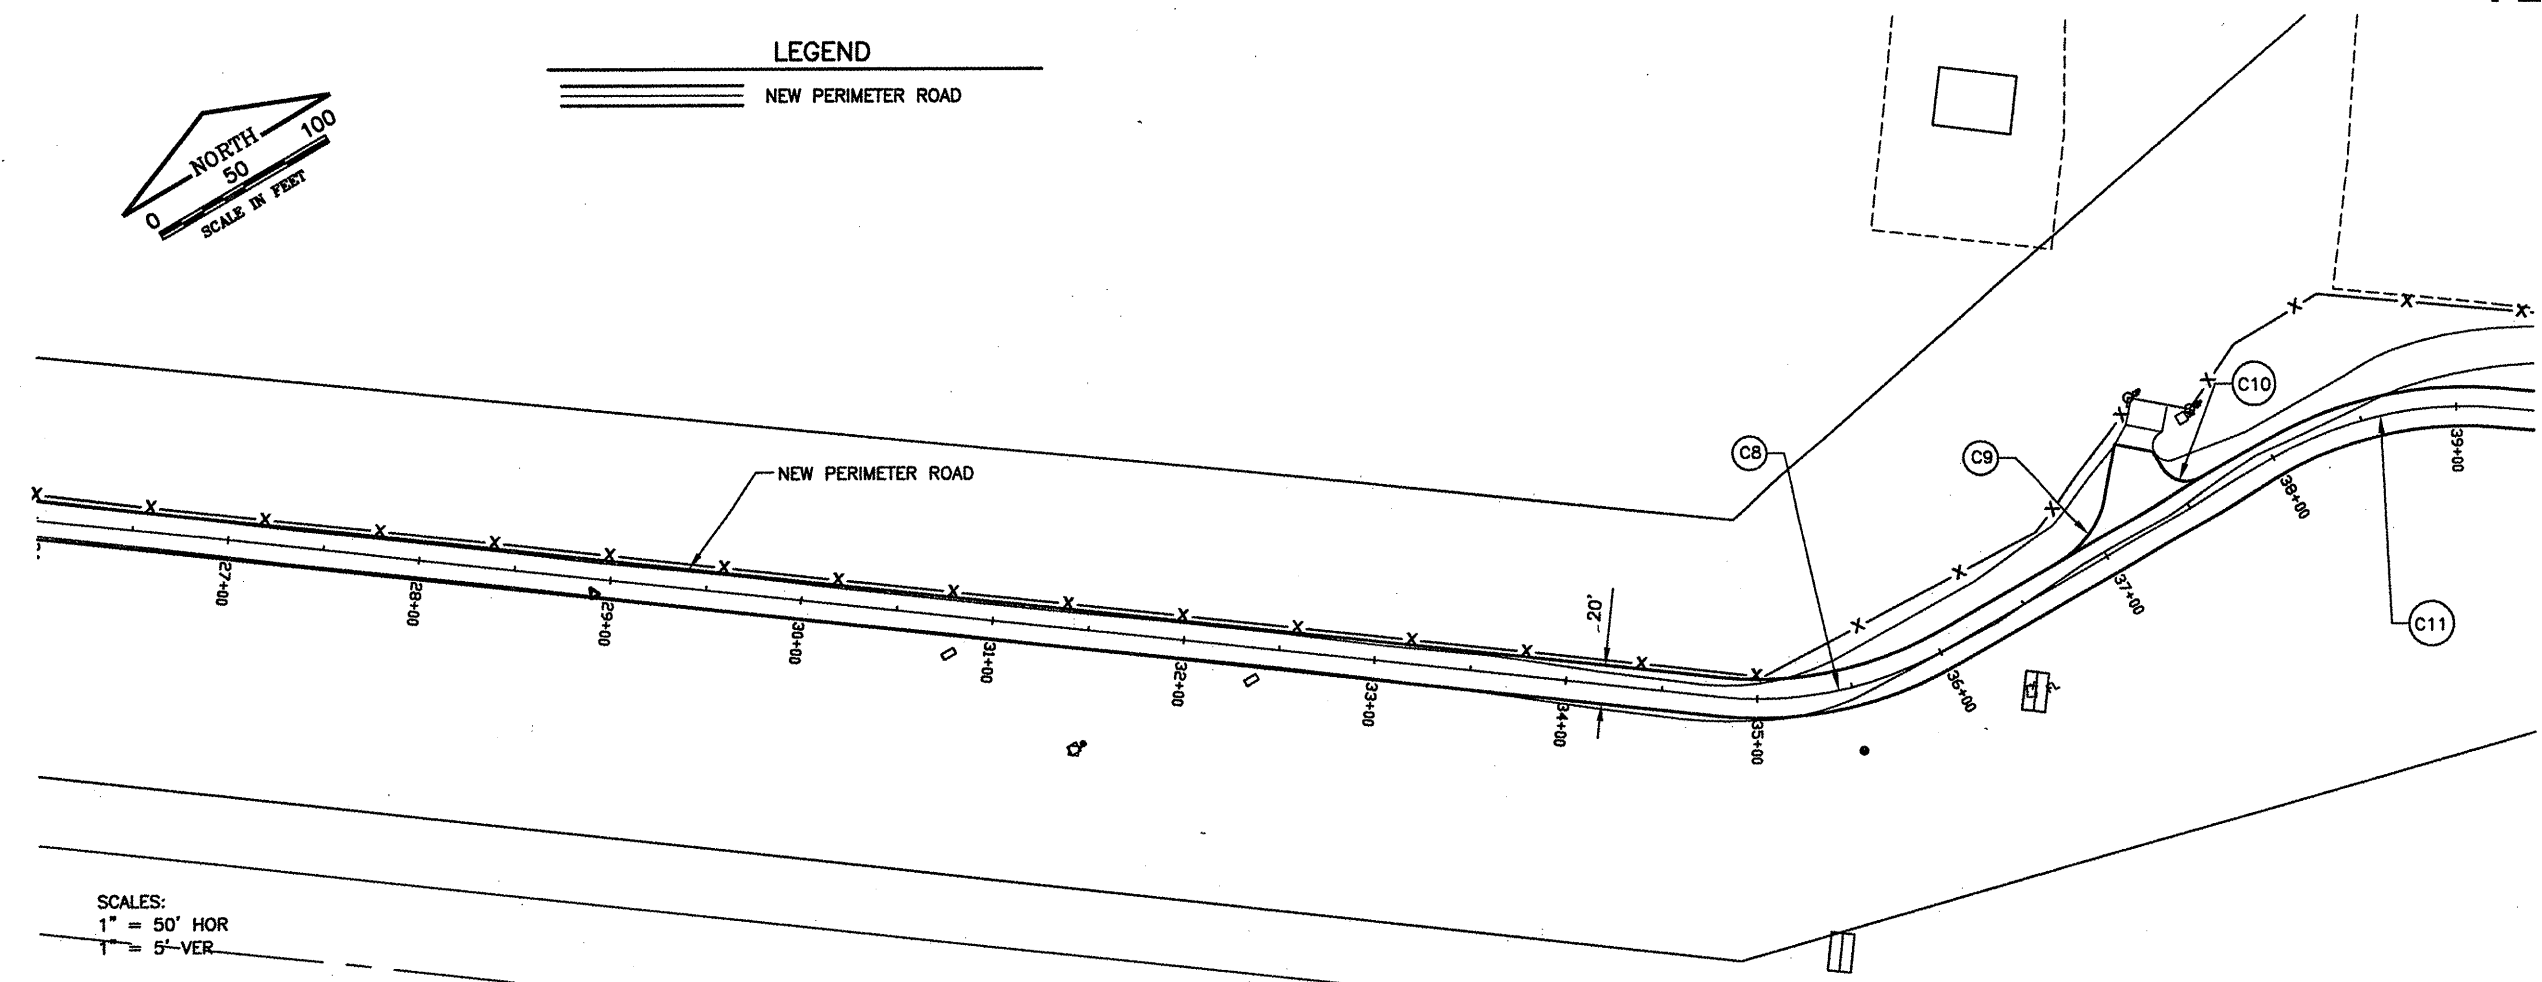 LEGEND
NEW PERIMETER ROAD
NORTH
0 50 100
SCALE IN FEET
C10
C8
C9
NEW PERIMETER ROAD
C11
20'
27+00
28+00
29+00
30+00
31+00
32+00
33+00
34+00
35+00
36+00
37+00
38+00
39+00
SCALES:
1" = 50' HOR
1" = 5' VER